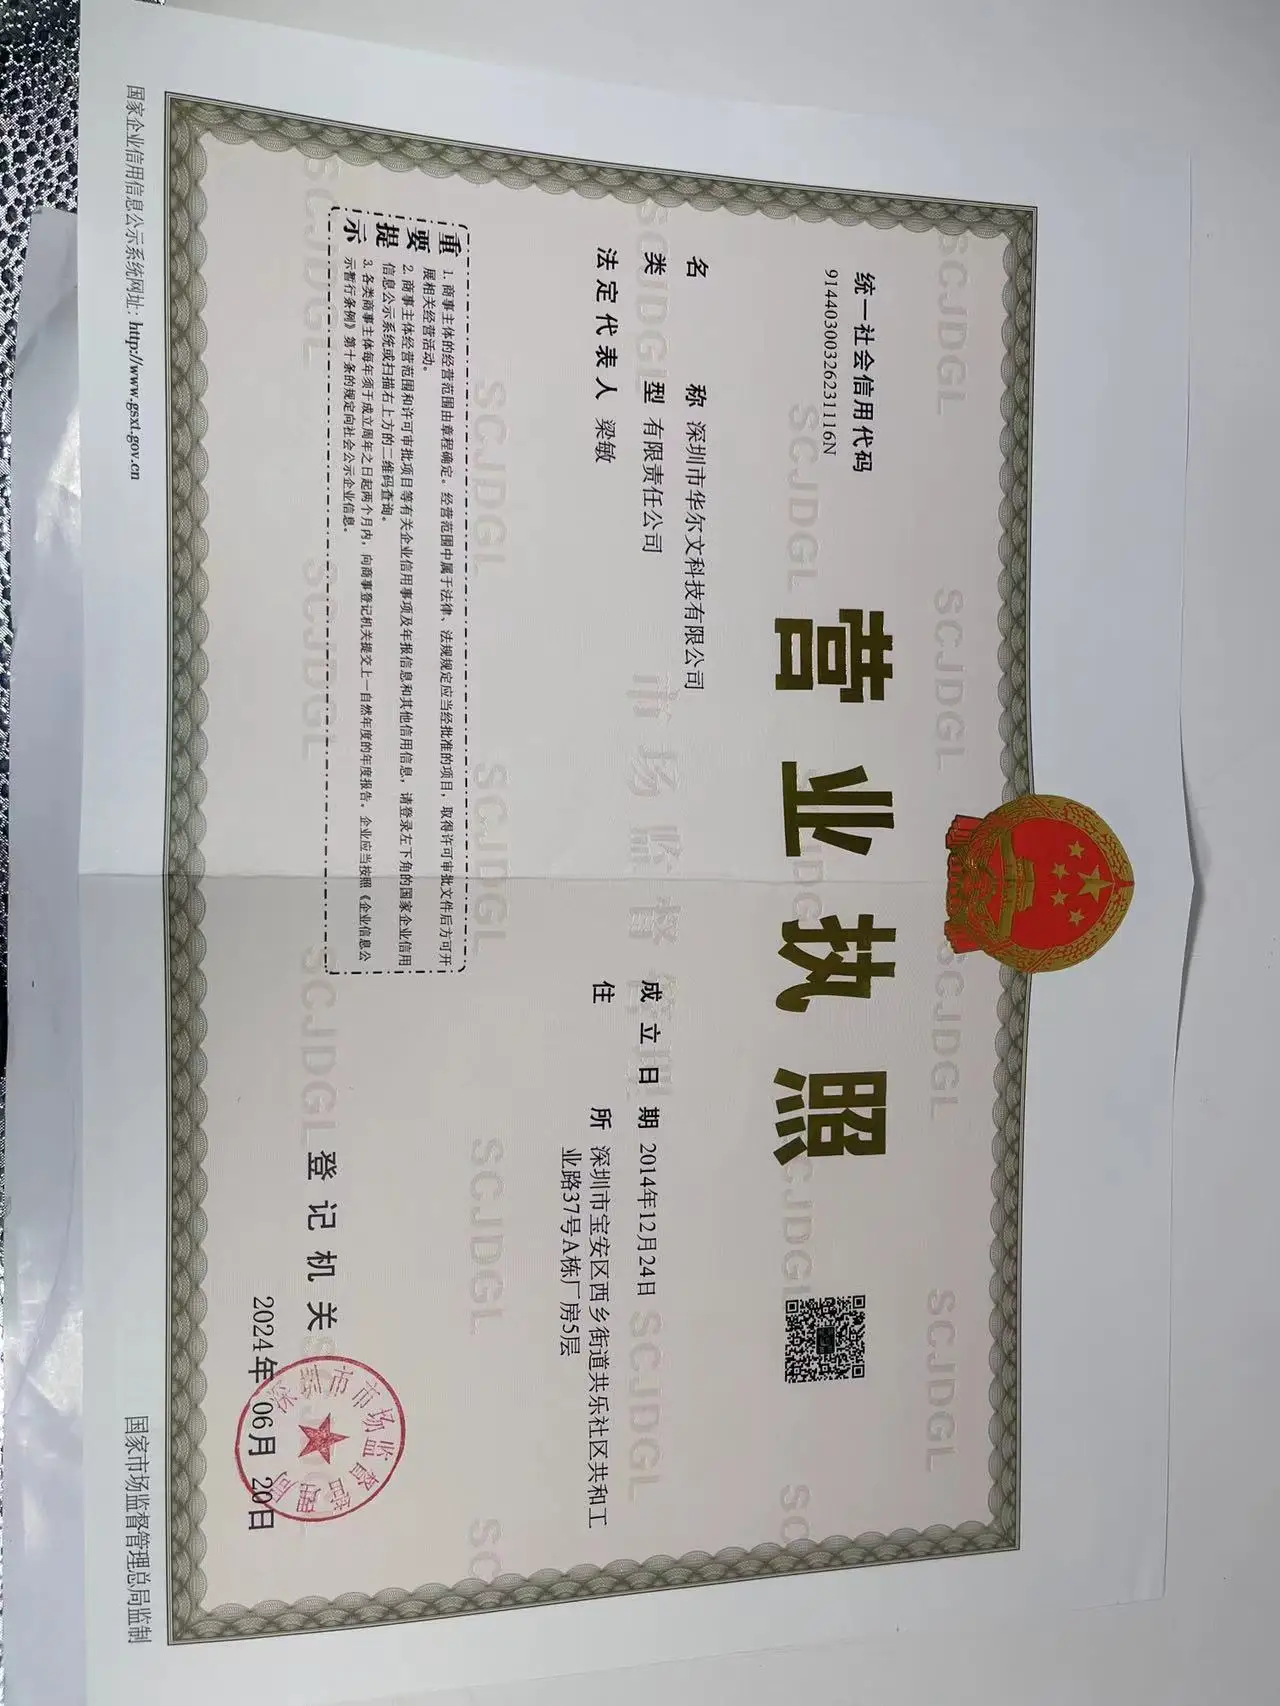 营业执照
统一社会信用代码
91440300326231116N
名称 深圳市华尔文科技有限公司
类型 有限责任公司
法定代表人 梁敏
成立日期 2014年12月24日
住所 深圳市宝安区西乡街道共乐社区共和工
业路37号A栋厂房5层
重要提示
1. 商事主体的经营范围由章程确定。经营范围中属于法律、法规规定应当经批准的项目，取得许可审批文件后方可开
展相关经营活动。
2. 商事主体经营范围和许可审批项目等有关企业信用事项及年报信息和其他信用信息，请登录左下角的国家企业信用
信息公示系统或扫描右上方的二维码查询。
3. 各类商事主体每年须于成立周年之日起两个月内，向商事登记机关提交上一自然年度的年度报告。企业应当按照《企业信息公
示暂行条例》第十条的规定向社会公示企业信息。
登记机关
深圳市市场监督管理局
2024年06月20日
国家企业信用信息公示系统网址: http://www.gsxt.gov.cn
国家市场监督管理总局监制
SCJDGL
市场监督管理